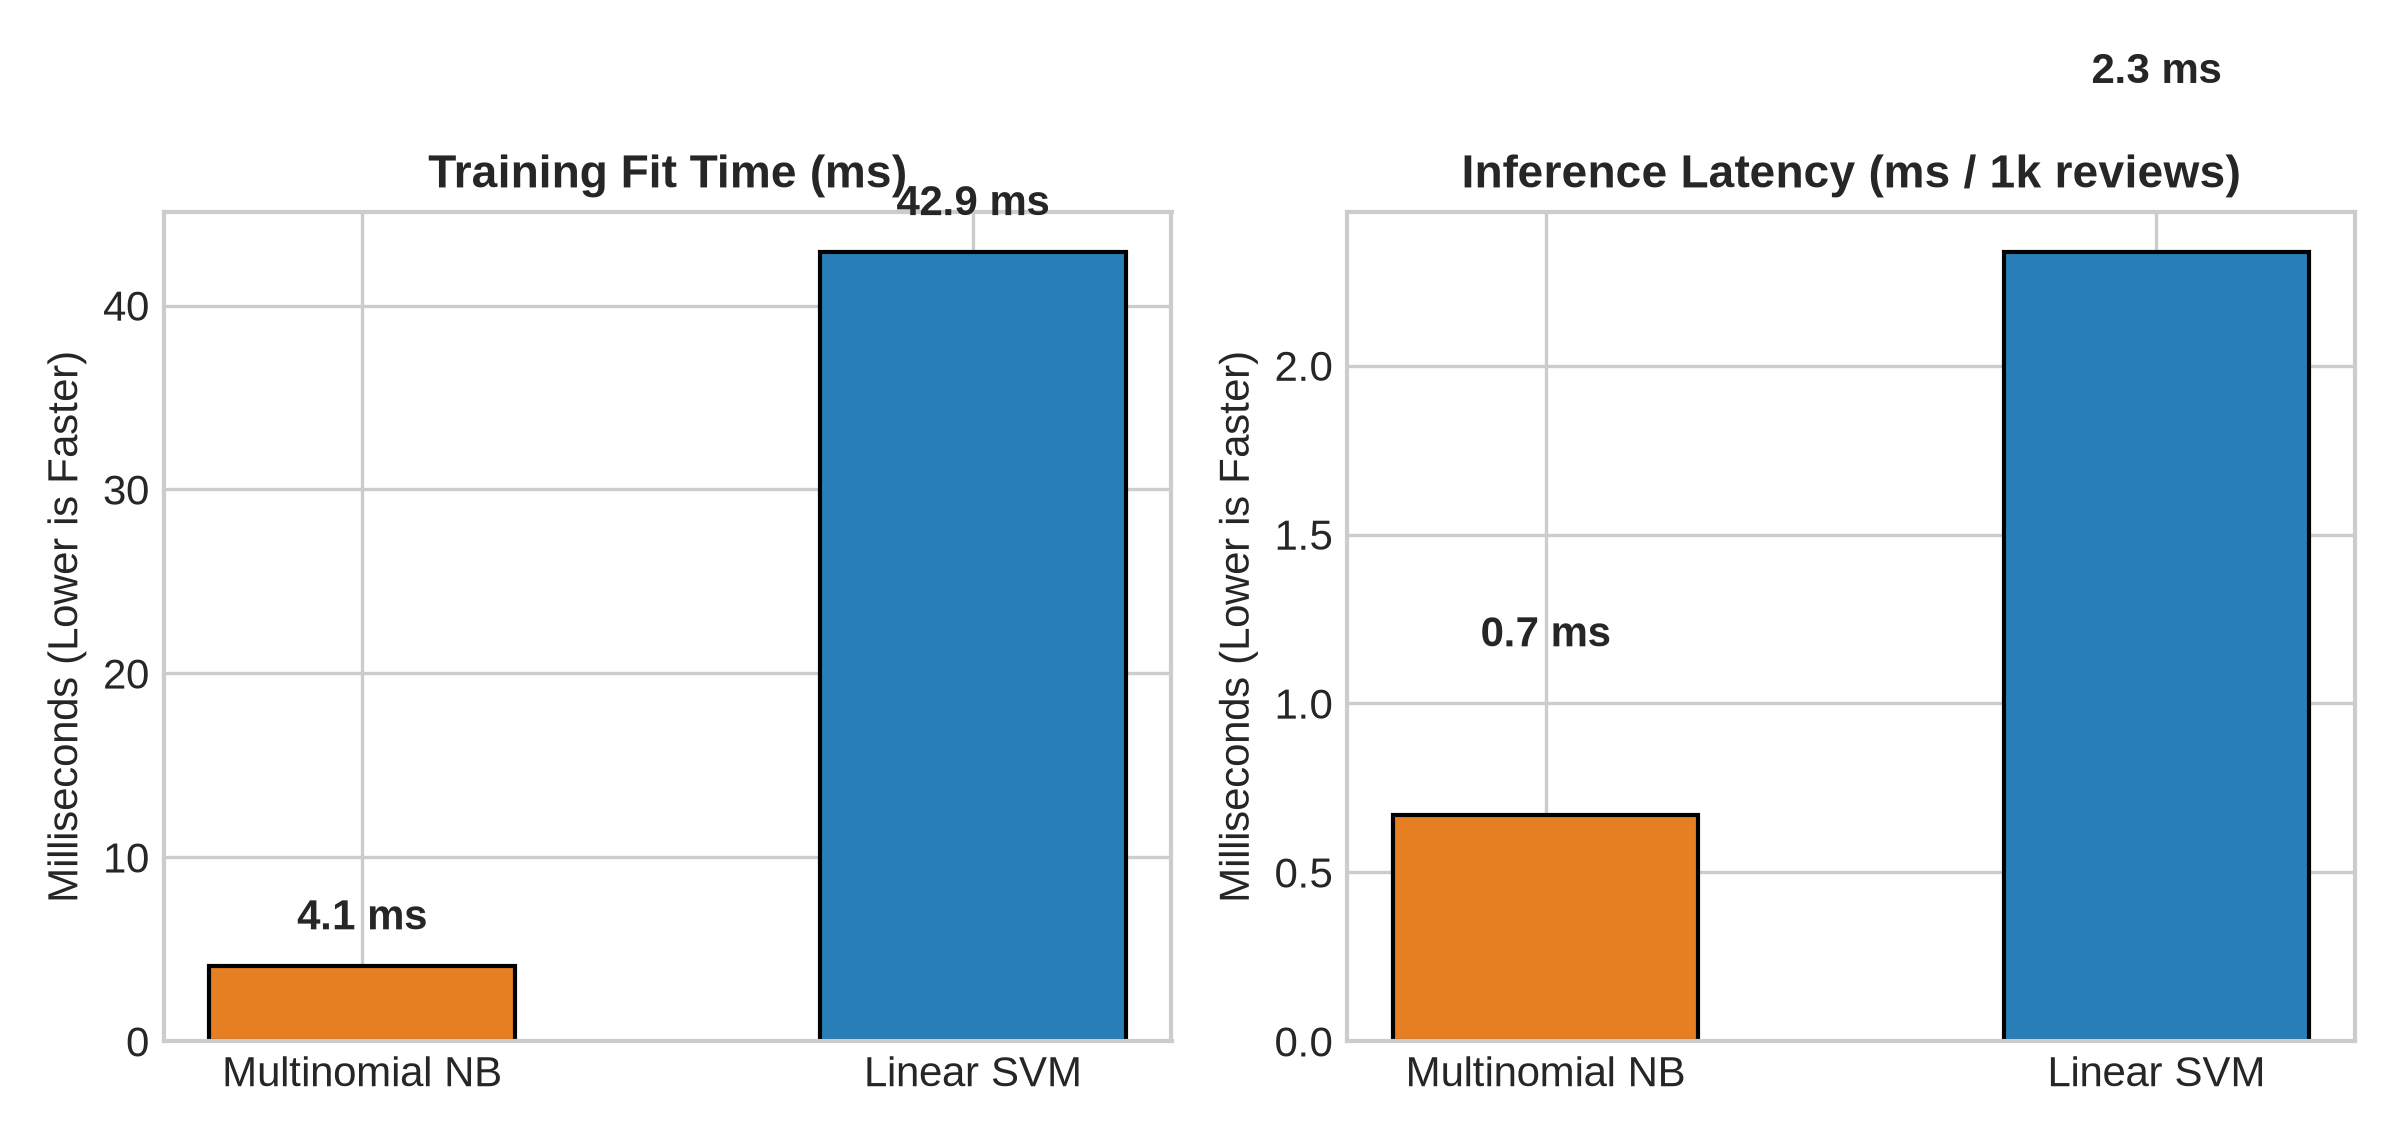 Training Fit Time (ms)
42.9 ms
4.1 ms
Milliseconds (Lower is Faster)
40
30
20
10
0
Multinomial NB
Linear SVM
2.3 ms
Inference Latency (ms / 1k reviews)
0.7 ms
Milliseconds (Lower is Faster)
2.0
1.5
1.0
0.5
0.0
Multinomial NB
Linear SVM